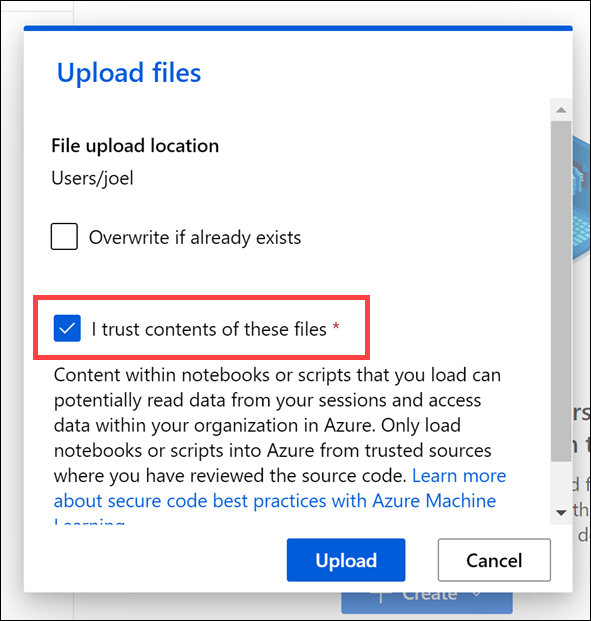 Upload files
File upload location
Users/joel
Overwrite if already exists
I trust contents of these files *
Content within notebooks or scripts that you load can
potentially read data from your sessions and access
data within your organization in Azure. Only load
notebooks or scripts into Azure from trusted sources
where you have reviewed the source code. Learn more
about secure code best practices with Azure Machine
Learning
Upload
Cancel
Create